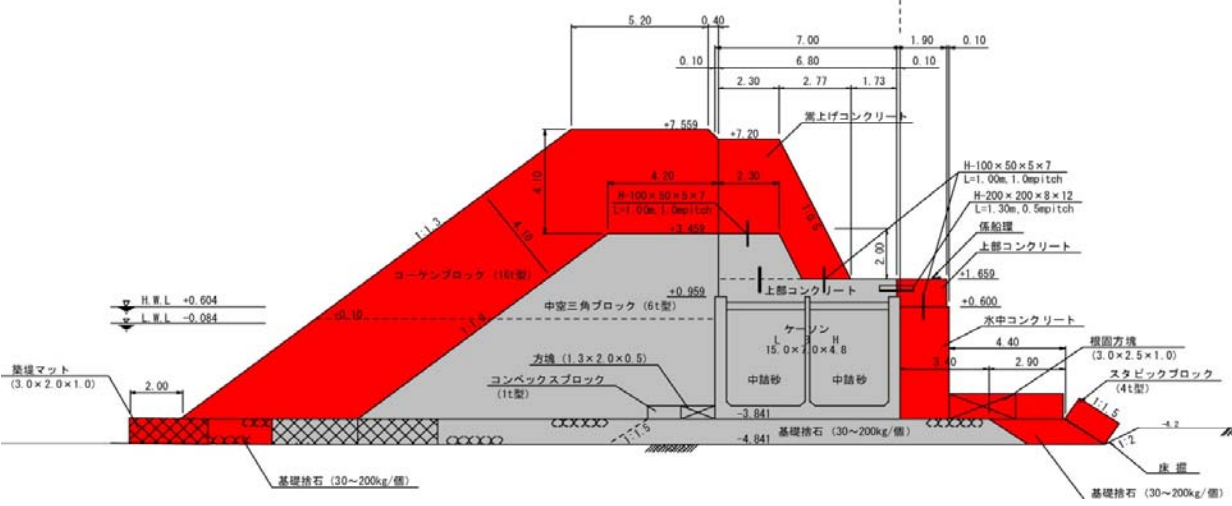 5.20
0.40
7.00
1.90
0.10
0.10
6.80
0.10
2.30
2.77
1.73
+7.559
+7.20
嵩上げコンクリート
4.10
4.20
2.30
H-100×50×5×7
L=1.00m,1.0mpitch
H-100×50×5×7
L=1.00m,1.0mpitch
H-200×200×8×12
L=1.30m,0.5mpitch
係船環
上部コンクリート
1:1.3
4.10
+3.459
2.00
コーケンブロック (16t型)
上部コンクリート
+1.659
H.W.L +0.604
L.W.L -0.084
+0.959
中空三角ブロック (6t型)
+0.600
+0.10
水中コンクリート
ケーソン
L B H
15.0×7.0×4.8
4.40
根固方塊
(3.0×2.5×1.0)
築堤マット
(3.0×2.0×1.0)
2.00
方塊 (1.3×2.0×0.5)
3.40
2.90
スタビックブロック
(4t型)
コンベックスブロック
(1t型)
中詰砂
中詰砂
1:1.5
-3.841
-4.2
1:1.5
基礎捨石 (30～200kg/個)
-4.841
1:2
床 掘
基礎捨石 (30～200kg/個)
基礎捨石 (30～200kg/個)